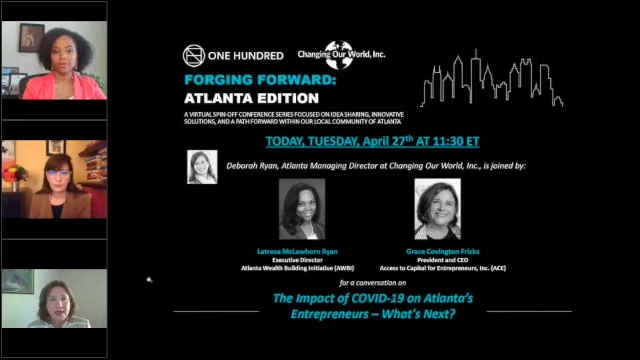 ONE HUNDRED
Changing Our World, Inc.
FORGING FORWARD:
ATLANTA EDITION
A VIRTUAL SPIN-OFF CONFERENCE SERIES FOCUSED ON IDEA SHARING, INNOVATIVE
SOLUTIONS, AND A PATH FORWARD WITHIN OUR LOCAL COMMUNITY OF ATLANTA
TODAY, TUESDAY, April 27th AT 11:30 ET
Deborah Ryan, Atlanta Managing Director at Changing Our World, Inc., is joined by:
Latresa McLawhorn Ryan
Executive Director
Atlanta Wealth Building Initiative (AWBI)
Grace Covington Fricks
President and CEO
Access to Capital for Entrepreneurs, Inc. (ACE)
for a conversation on
The Impact of COVID-19 on Atlanta's
Entrepreneurs – What's Next?